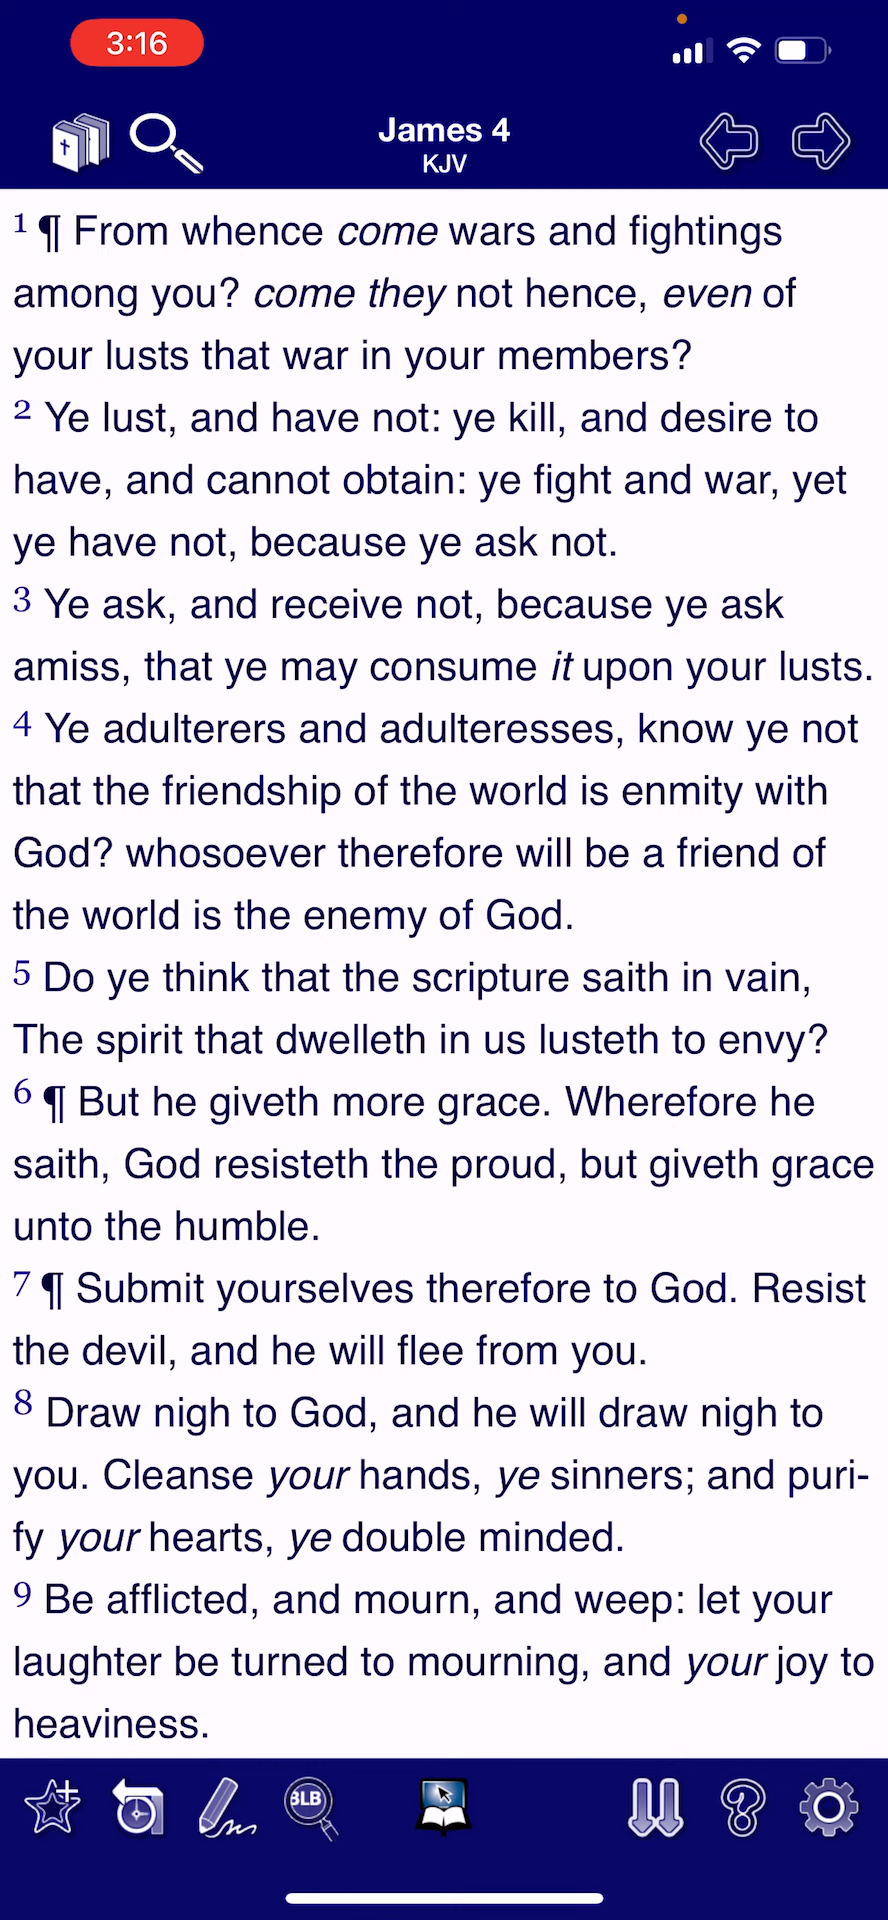 3:16
James 4
KJV
1 ¶ From whence come wars and fightings
among you? come they not hence, even of
your lusts that war in your members?
2 Ye lust, and have not: ye kill, and desire to
have, and cannot obtain: ye fight and war, yet
ye have not, because ye ask not.
3 Ye ask, and receive not, because ye ask
amiss, that ye may consume it upon your lusts.
4 Ye adulterers and adulteresses, know ye not
that the friendship of the world is enmity with
God? whosoever therefore will be a friend of
the world is the enemy of God.
5 Do ye think that the scripture saith in vain,
The spirit that dwelleth in us lusteth to envy?
6 ¶ But he giveth more grace. Wherefore he
saith, God resisteth the proud, but giveth grace
unto the humble.
7 ¶ Submit yourselves therefore to God. Resist
the devil, and he will flee from you.
8 Draw nigh to God, and he will draw nigh to
you. Cleanse your hands, ye sinners; and puri-
fy your hearts, ye double minded.
9 Be afflicted, and mourn, and weep: let your
laughter be turned to mourning, and your joy to
heaviness.
BLB